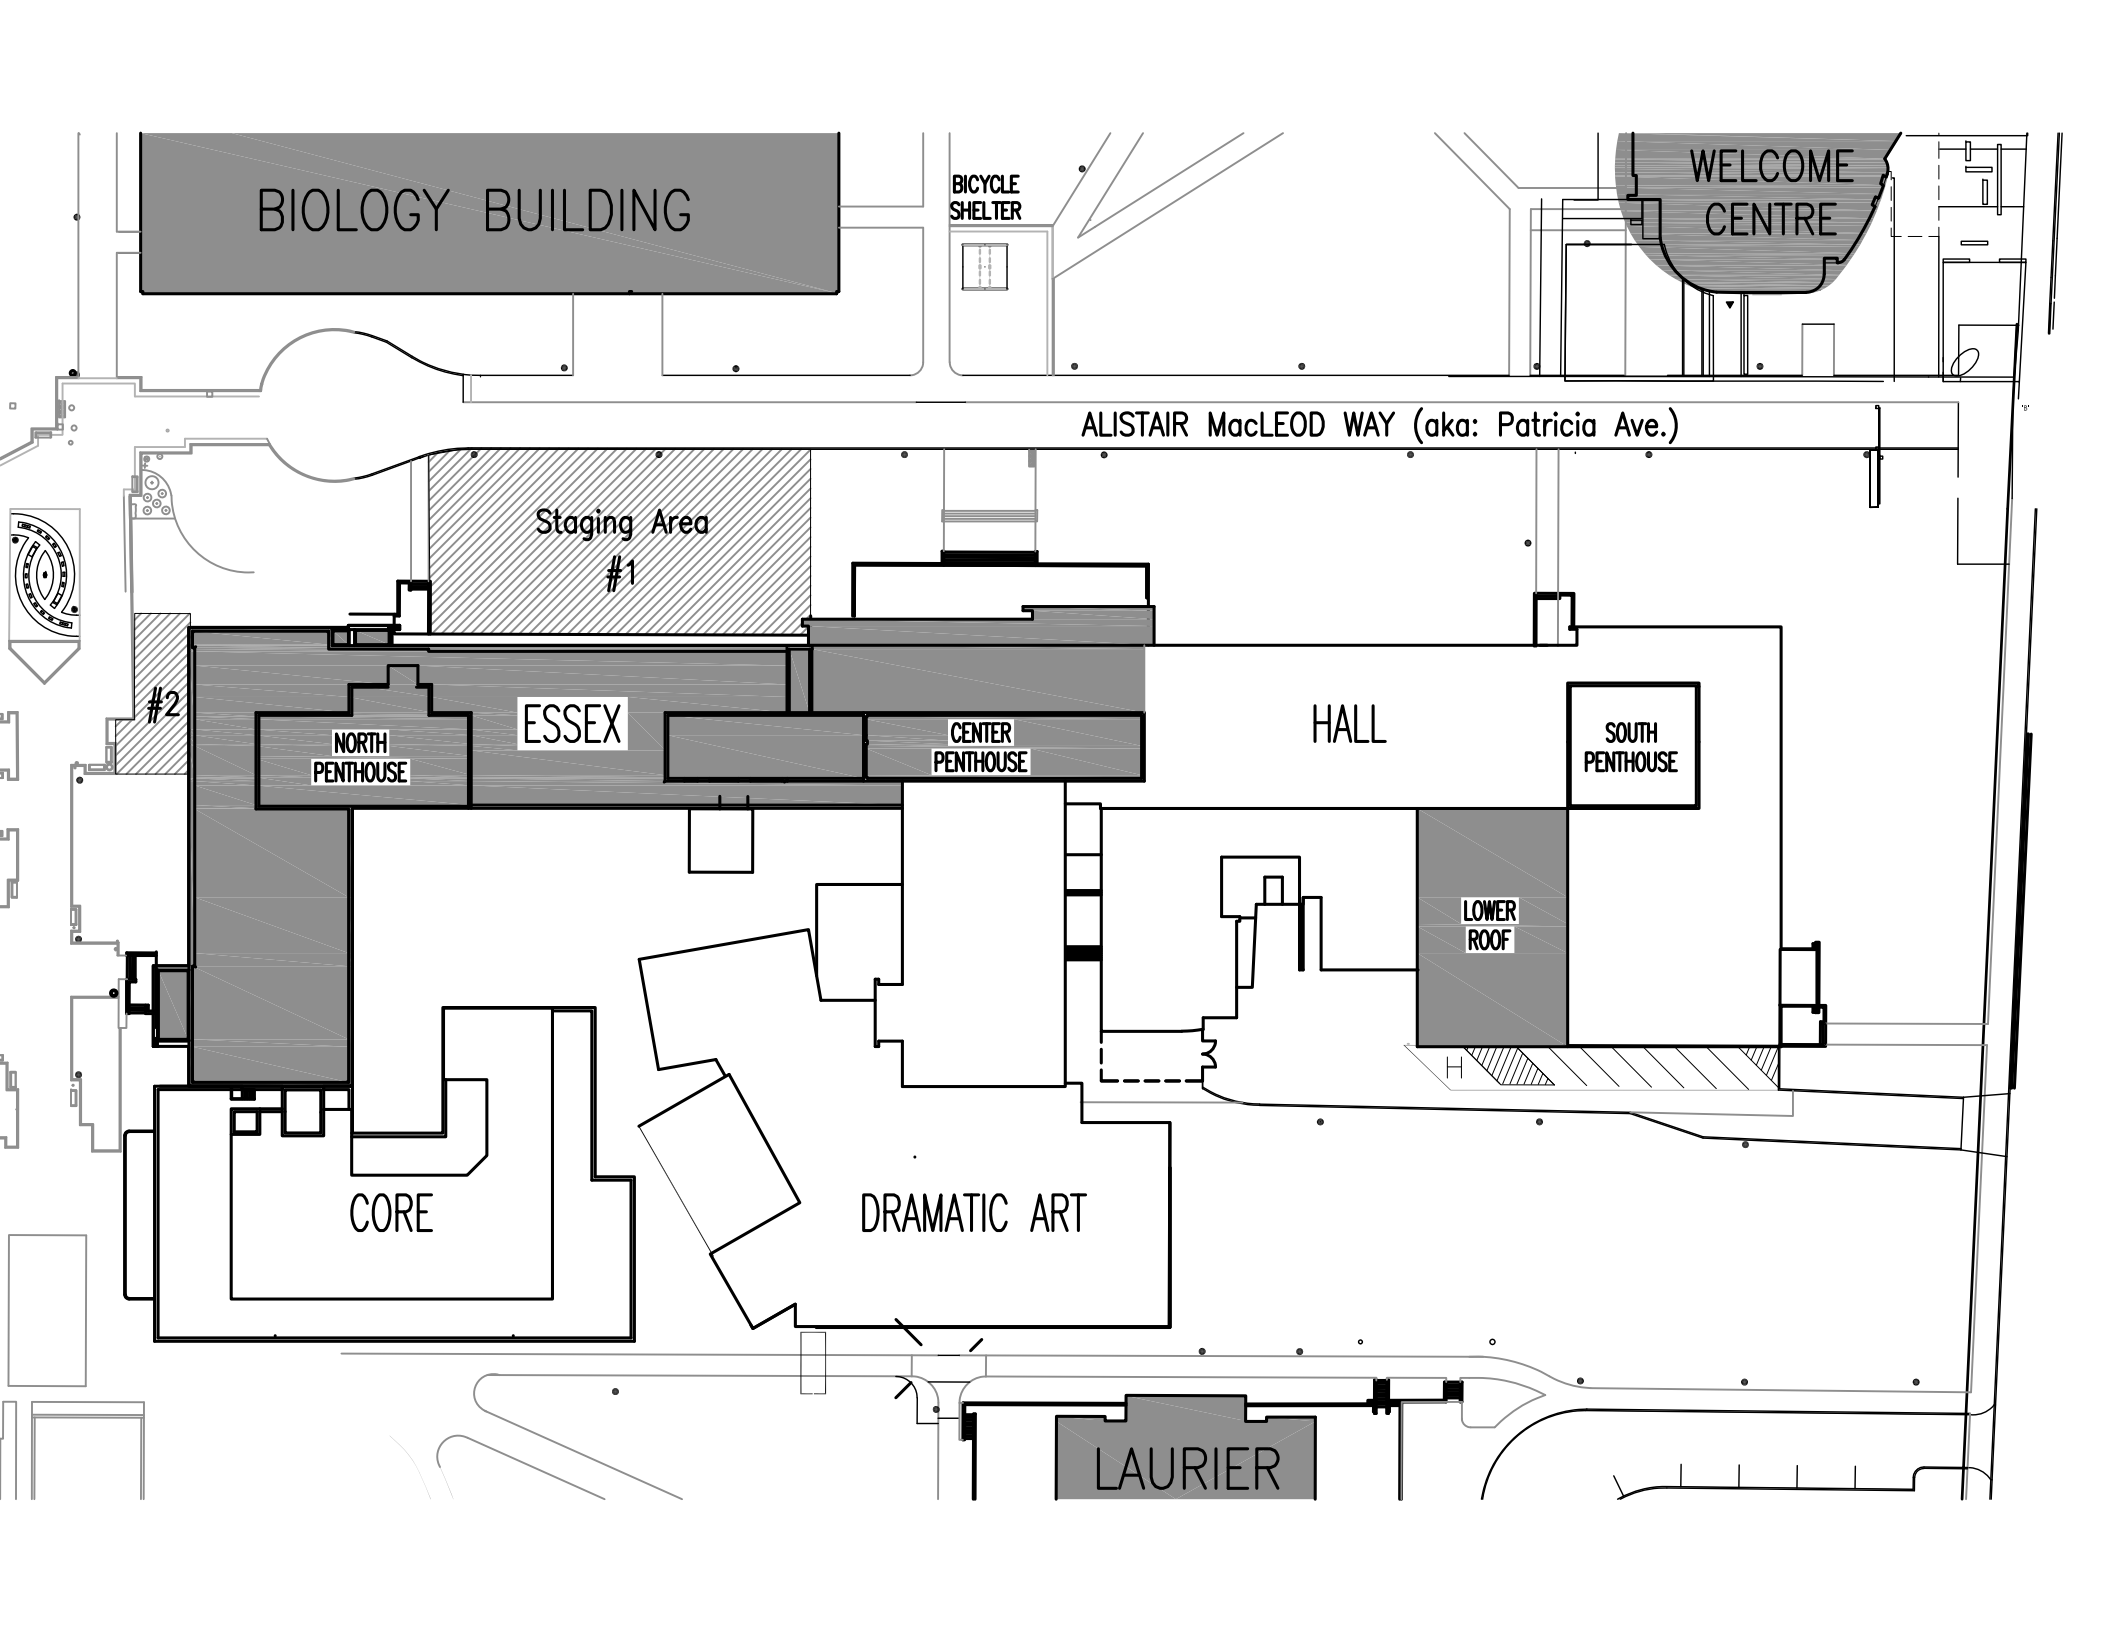 BIOLOGY BUILDING
BICYCLE
SHELTER
WELCOME
CENTRE
ALISTAIR MacLEOD WAY (aka: Patricia Ave.)
Staging Area
#1
#2
NORTH
PENTHOUSE
ESSEX
CENTER
PENTHOUSE
HALL
SOUTH
PENTHOUSE
LOWER
ROOF
H
CORE
DRAMATIC ART
LAURIER